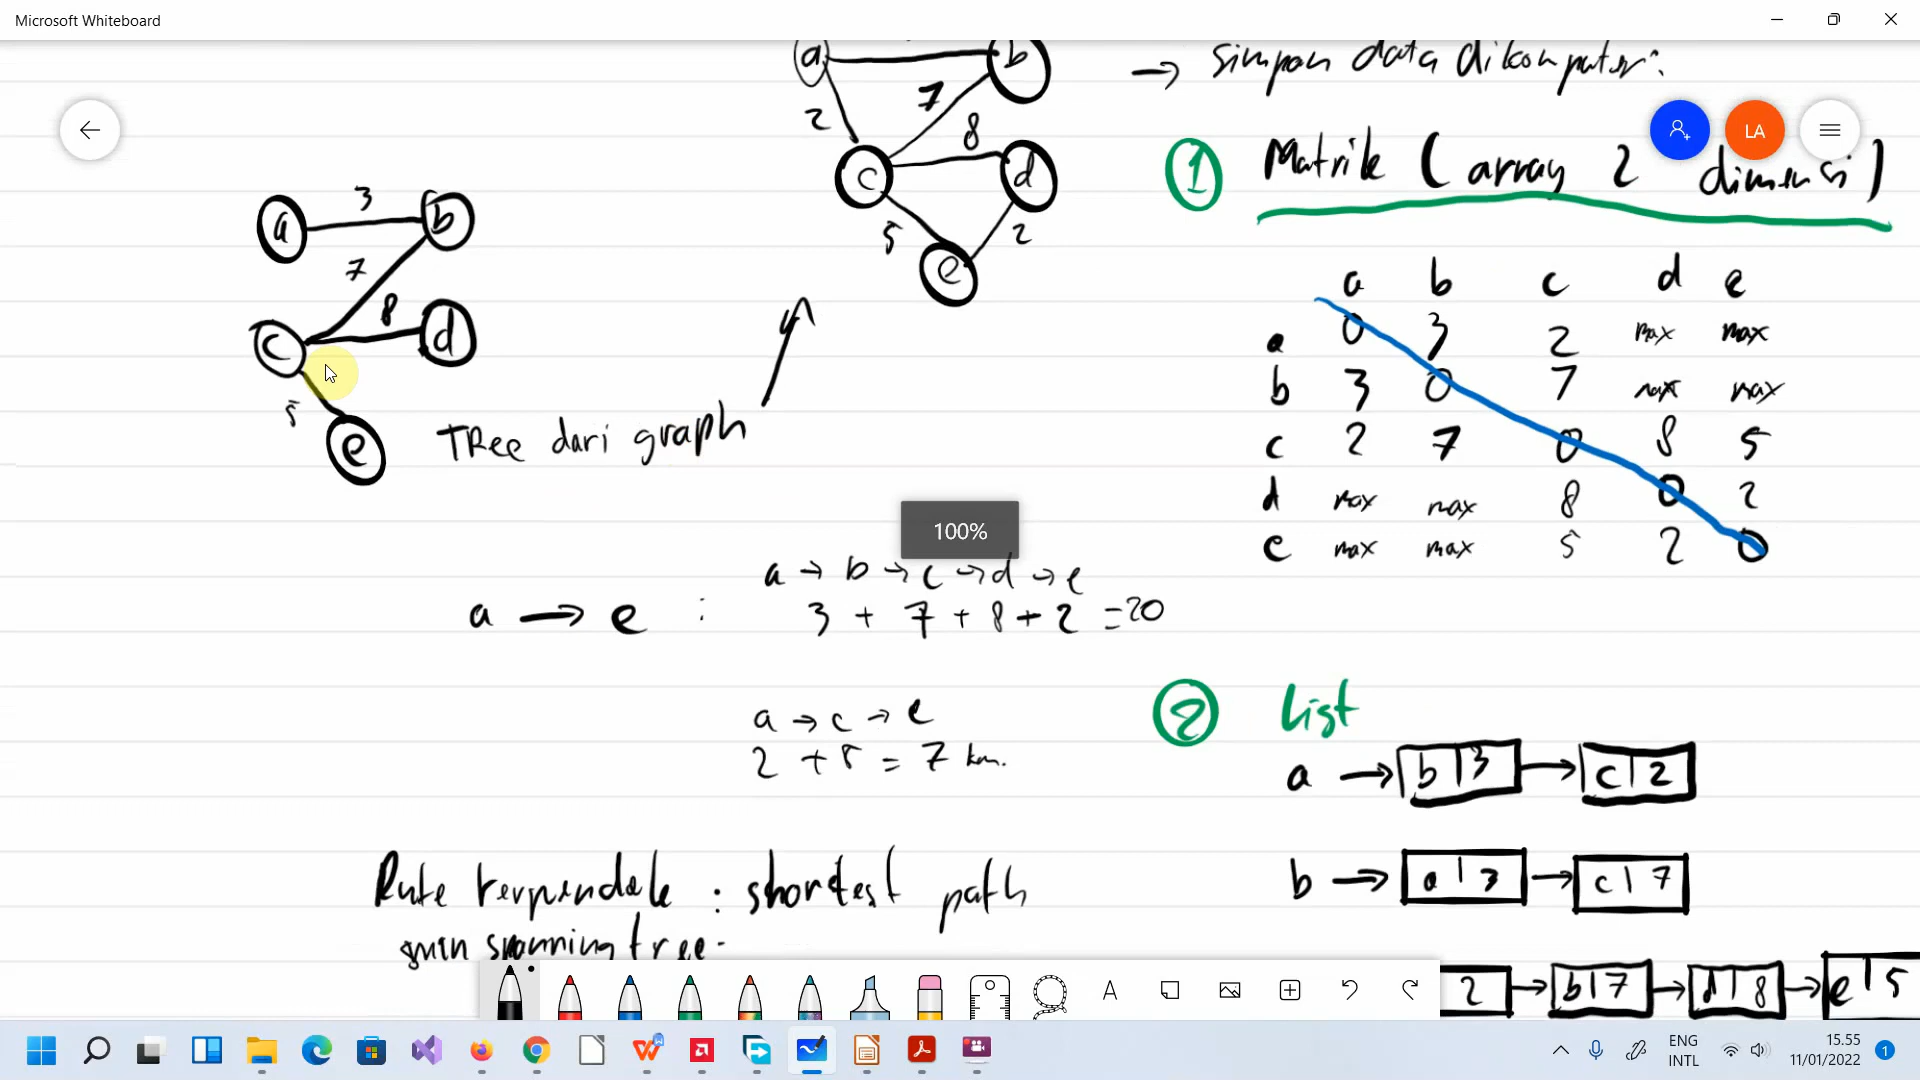 Microsoft Whiteboard
a b
→ simpan data dikomputer:
2 7 8
c d
5 2
e
LA
1 Matrik (array 2 dimensi)
a 3 b
7
8
c d
5
e
Tree dari graph
a b c d e
a 0 3 2 max max
b 3 0 7 max max
c 2 7 0 8 5
d max max 8 0 2
e max max 5 2 0
100%
a → b → c → d → e
a → e : 3 + 7 + 8 + 2 = 20
a → c → e
2 + 5 = 7 km.
2 List
a → b | 3 → c | 2
b → a | 3 → c | 7
2 → b | 7 → d | 8 → e | 5
Rute terpendek : shortest path
min spanning tree:
A
ENG
INTL
15.55
11/01/2022
1